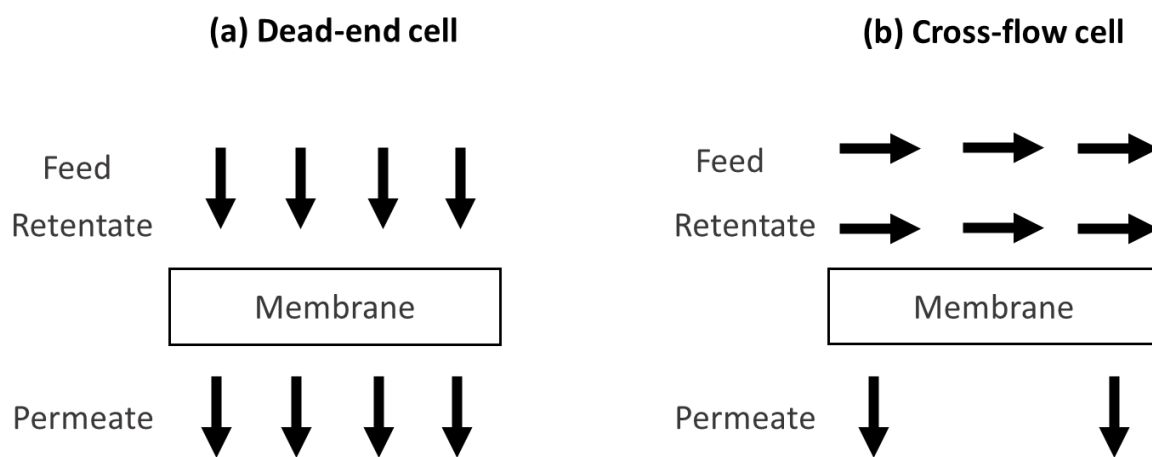 (a) Dead-end cell
Feed
Retentate
Membrane
Permeate
(b) Cross-flow cell
Feed
Retentate
Membrane
Permeate